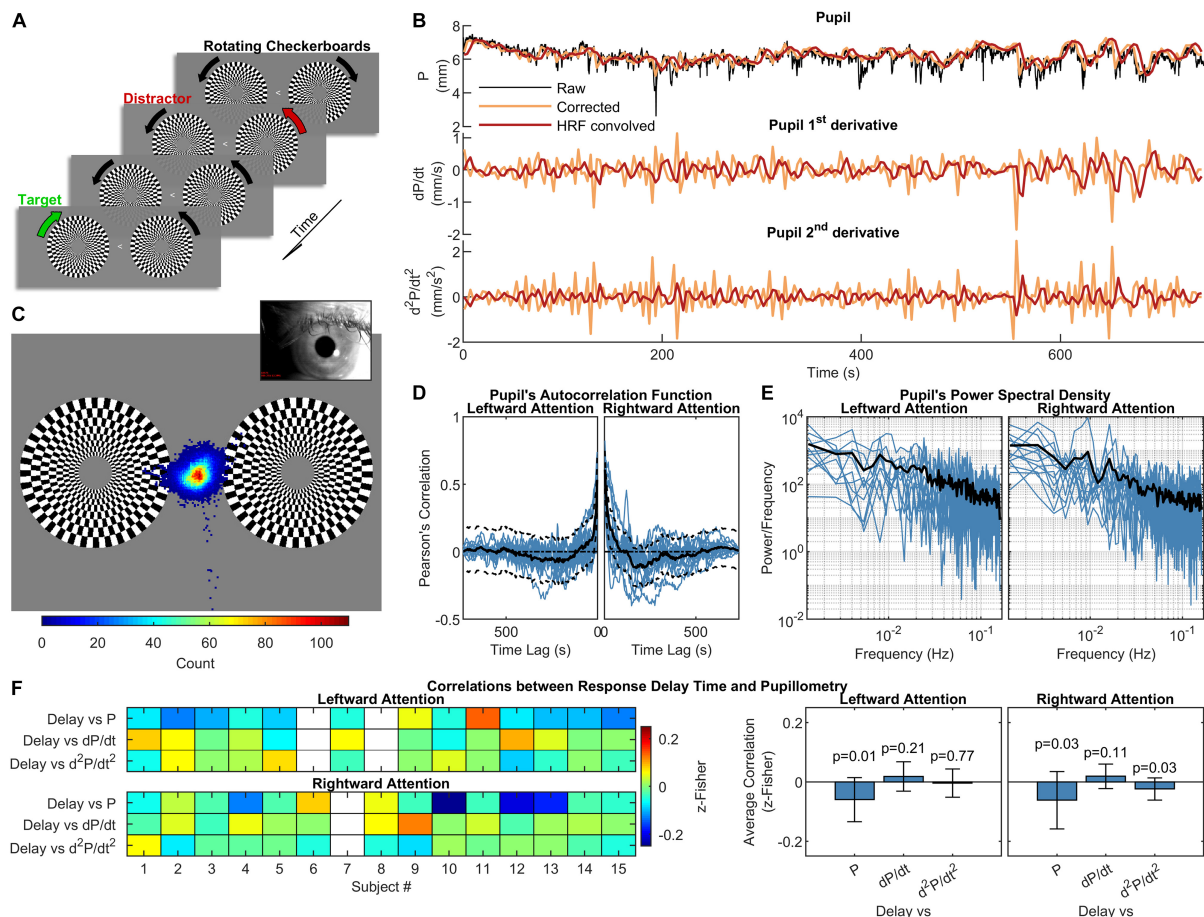 A
Rotating Checkerboards
Distractor
Target
Time
<
<
<
<
B
Pupil
8
6
4
2
P
(mm)
Raw
Corrected
HRF convolved
Pupil 1st derivative
1
0
-1
-2
dP/dt
(mm/s)
Pupil 2nd derivative
2
0
-2
d2P/dt2
(mm/s2)
0
200
400
600
Time (s)
C
0
20
40
60
80
100
Count
D
Pupil's Autocorrelation Function
Leftward Attention
Rightward Attention
1
0.5
0
-0.5
Pearson's Correlation
500
0
0
500
Time Lag (s)
Time Lag (s)
E
Pupil's Power Spectral Density
Leftward Attention
Rightward Attention
10^4
10^2
10^0
10^-2
10^-2
Power/Frequency
10^-2
10^-1
10^-2
10^-1
Frequency (Hz)
Frequency (Hz)
F
Correlations between Response Delay Time and Pupillometry
Leftward Attention
Delay vs P
Delay vs dP/dt
Delay vs d2P/dt2
Rightward Attention
Delay vs P
Delay vs dP/dt
Delay vs d2P/dt2
1 2 3 4 5 6 7 8 9 10 11 12 13 14 15
Subject #
0.2
0
-0.2
z-Fisher
Leftward Attention
Rightward Attention
0.2
0
-0.2
Average Correlation
(z-Fisher)
p=0.01
p=0.21
p=0.77
p=0.03
p=0.11
p=0.03
P
dP/dt
d2P/dt2
P
dP/dt
d2P/dt2
Delay vs
Delay vs